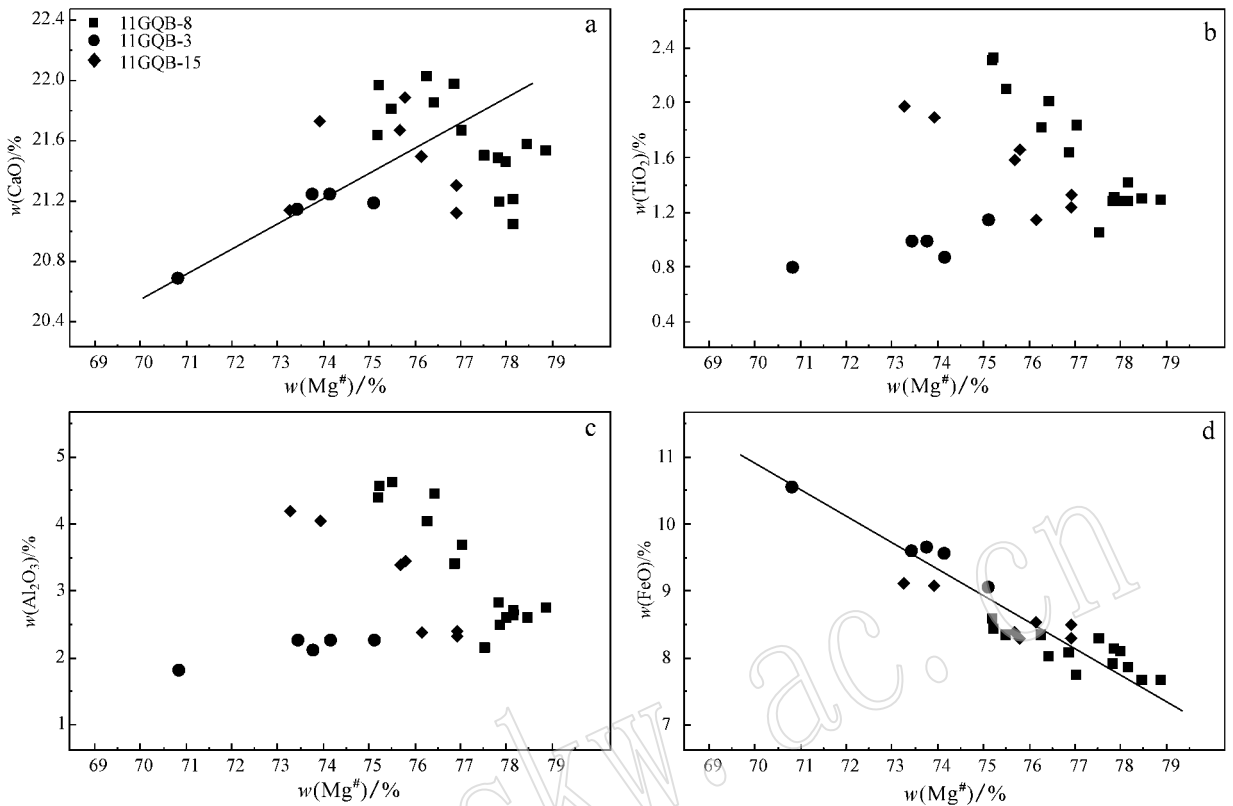 a
11GQB-8
11GQB-3
11GQB-15
22.4
22.0
21.6
21.2
20.8
20.4
w(CaO)/%
69 70 71 72 73 74 75 76 77 78 79
w(Mg#)/%
b
2.4
2.0
1.6
1.2
0.8
0.4
w(TiO2)/%
69 70 71 72 73 74 75 76 77 78 79
w(Mg#)/%
c
5
4
3
2
1
w(Al2O3)/%
69 70 71 72 73 74 75 76 77 78 79
w(Mg#)/%
d
11
10
9
8
7
w(FeO)/%
69 70 71 72 73 74 75 76 77 78 79
w(Mg#)/%
skw.ac.cn